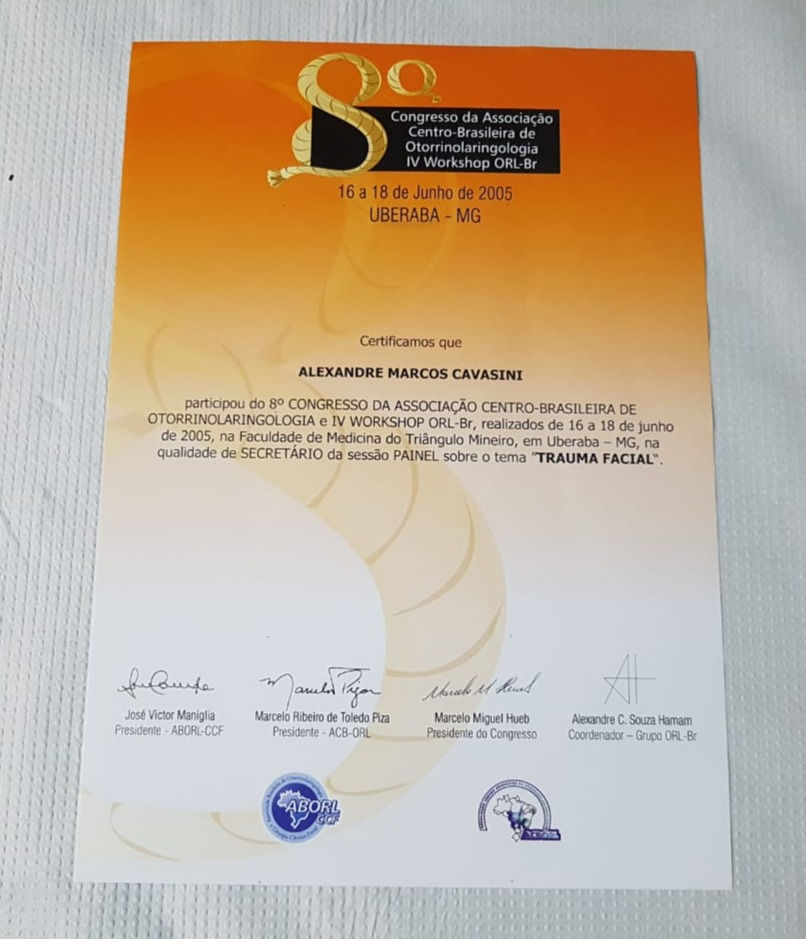 8º
Congresso da Associação
Centro-Brasileira de
Otorrinolaringologia
IV Workshop ORL-Br
16 a 18 de Junho de 2005
UBERABA - MG
Certificamos que
ALEXANDRE MARCOS CAVASINI
participou do 8º CONGRESSO DA ASSOCIAÇÃO CENTRO-BRASILEIRA DE
OTORRINOLARINGOLOGIA e IV WORKSHOP ORL-Br, realizados de 16 a 18 de junho
de 2005, na Faculdade de Medicina do Triângulo Mineiro, em Uberaba – MG, na
qualidade de SECRETÁRIO da sessão PAINEL sobre o tema "TRAUMA FACIAL".
José Victor Maniglia
Presidente - ABORL-CCF
Marcelo Ribeiro de Toledo Piza
Presidente - ACB-ORL
Marcelo Miguel Hueb
Presidente do Congresso
Alexandre C. Souza Hamam
Coordenador – Grupo ORL-Br
ABORL
CCF